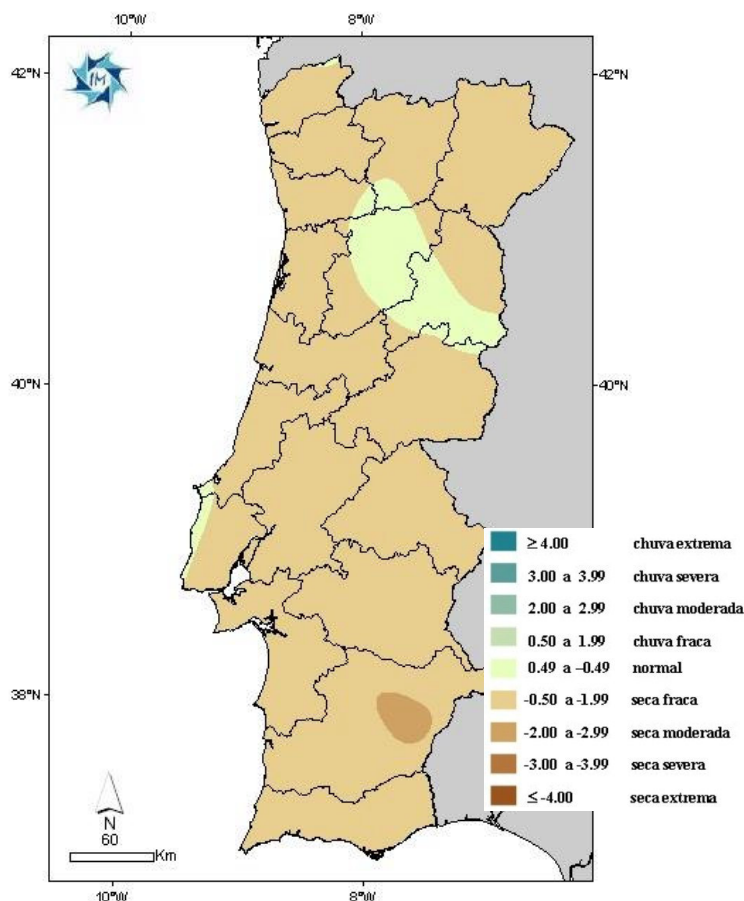 10°W 8°W
42°N 42°N
IM
40°N 40°N
≥ 4.00 chuva extrema
3.00 a 3.99 chuva severa
2.00 a 2.99 chuva moderada
0.50 a 1.99 chuva fraca
0.49 a -0.49 normal
38°N
-0.50 a -1.99 seca fraca
-2.00 a -2.99 seca moderada
-3.00 a -3.99 seca severa
≤ -4.00 seca extrema
N
60
Km
10°W 8°W